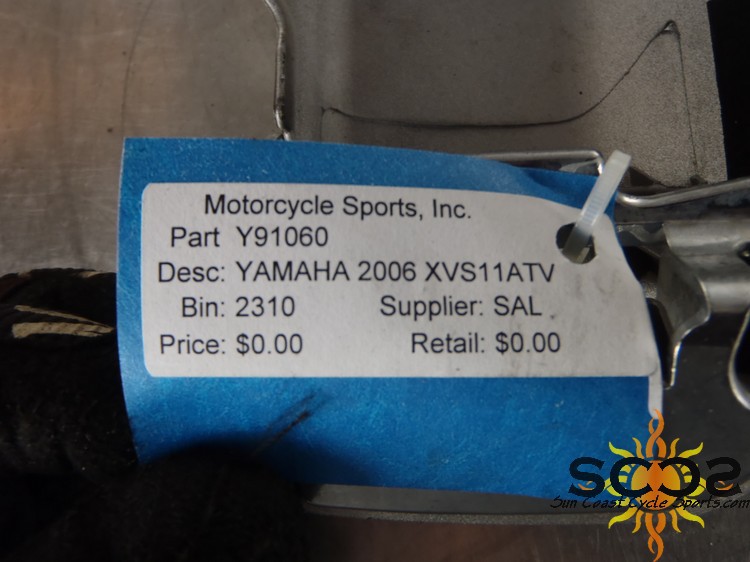 Motorcycle Sports, Inc.
Part Y91060
Desc: YAMAHA 2006 XVS11ATV
Bin: 2310 Supplier: SAL
Price: $0.00 Retail: $0.00
SCCS
Sun Coast Cycle Sports.com